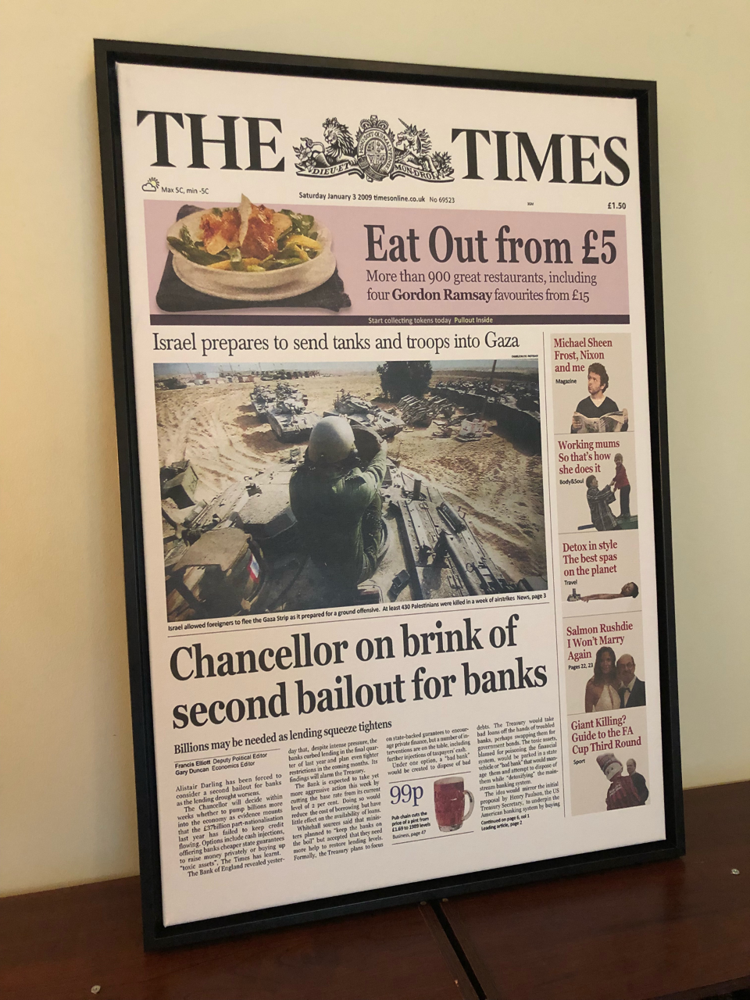 THE TIMES
DIEU·ET MON·DROI
Max 5C, min -5C
Saturday January 3 2009 timesonline.co.uk No 69523
£1.50
Eat Out from £5
More than 900 great restaurants, including
four Gordon Ramsay favourites from £15
Start collecting tokens today Pullout Inside
Israel prepares to send tanks and troops into Gaza
Israel allowed foreigners to flee the Gaza Strip as it prepared for a ground offensive. At least 430 Palestinians were killed in a week of airstrikes News, page 3
Chancellor on brink of
second bailout for banks
Billions may be needed as lending squeeze tightens
Francis Elliott Deputy Political Editor
Gary Duncan Economics Editor
Alistair Darling has been forced to
consider a second bailout for banks
as the lending drought worsens.
The Chancellor will decide within
weeks whether to pump billions more
into the economy as evidence mounts
that the £37billion part-nationalisation
last year has failed to keep credit
flowing. Options include cash injections,
offering banks cheaper state guarantees
to raise money privately or buying up
"toxic assets", The Times has learnt.
The Bank of England revealed yester-
day that, despite intense pressure, the
banks curbed lending in the final quar-
ter of last year and plan even tighter
restrictions in the coming months. Its
findings will alarm the Treasury.
The Bank is expected to take yet
more aggressive action this week by
cutting the base rate from its current
level of 2 per cent. Doing so would
reduce the cost of borrowing but have
little effect on the availability of loans.
Whitehall sources said that minis-
ters planned to "keep the banks on
the boil" but accepted that they need
more help to restore lending levels.
Formally, the Treasury plans to focus
on state-backed garantees to encour-
age private finance, but a number of in-
terventions are on the table, including
further injections of taxpayers' cash.
Under one option, a "bad bank"
would be created to dispose of bad
99p
Pub chain cuts the
price of a pint from
£1.69 to 1989 levels
Business, page 47
debts. The Treasury would take
bad loans off the hands of troubled
banks, perhaps swapping them for
government bonds. The toxic assets,
blamed for poisoning the financial
system, would be parked in a state
vehicle or "bad bank" that would man-
age them and attempt to dispose of
them while "detoxifying" the main-
stream banking system.
The idea would mirror the initial
proposal by Henry Paulson, the US
Treasury Secretary, to underpin the
American banking system by buying
Continued on page 6, col 1
Leading article, page 2
Michael Sheen
Frost, Nixon
and me
Magazine
Working mums
So that's how
she does it
Body&Soul
Detox in style
The best spas
on the planet
Travel
Salmon Rushdie
I Won't Marry
Again
Pages 22, 23
Giant Killing?
Guide to the FA
Cup Third Round
Sport